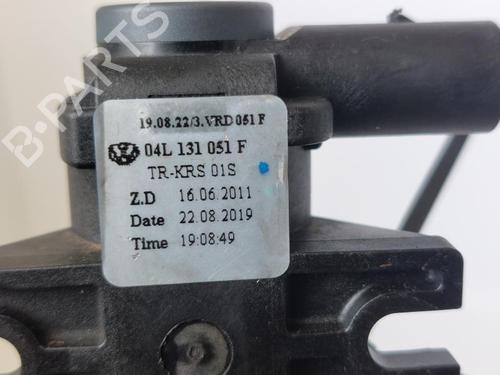 B-PARTS
19.08.22/3.VRD 051 F
04L 131 051 F
TR-KRS 01S
Z.D 16.06.2011
Date 22.08.2019
Time 19:08:49